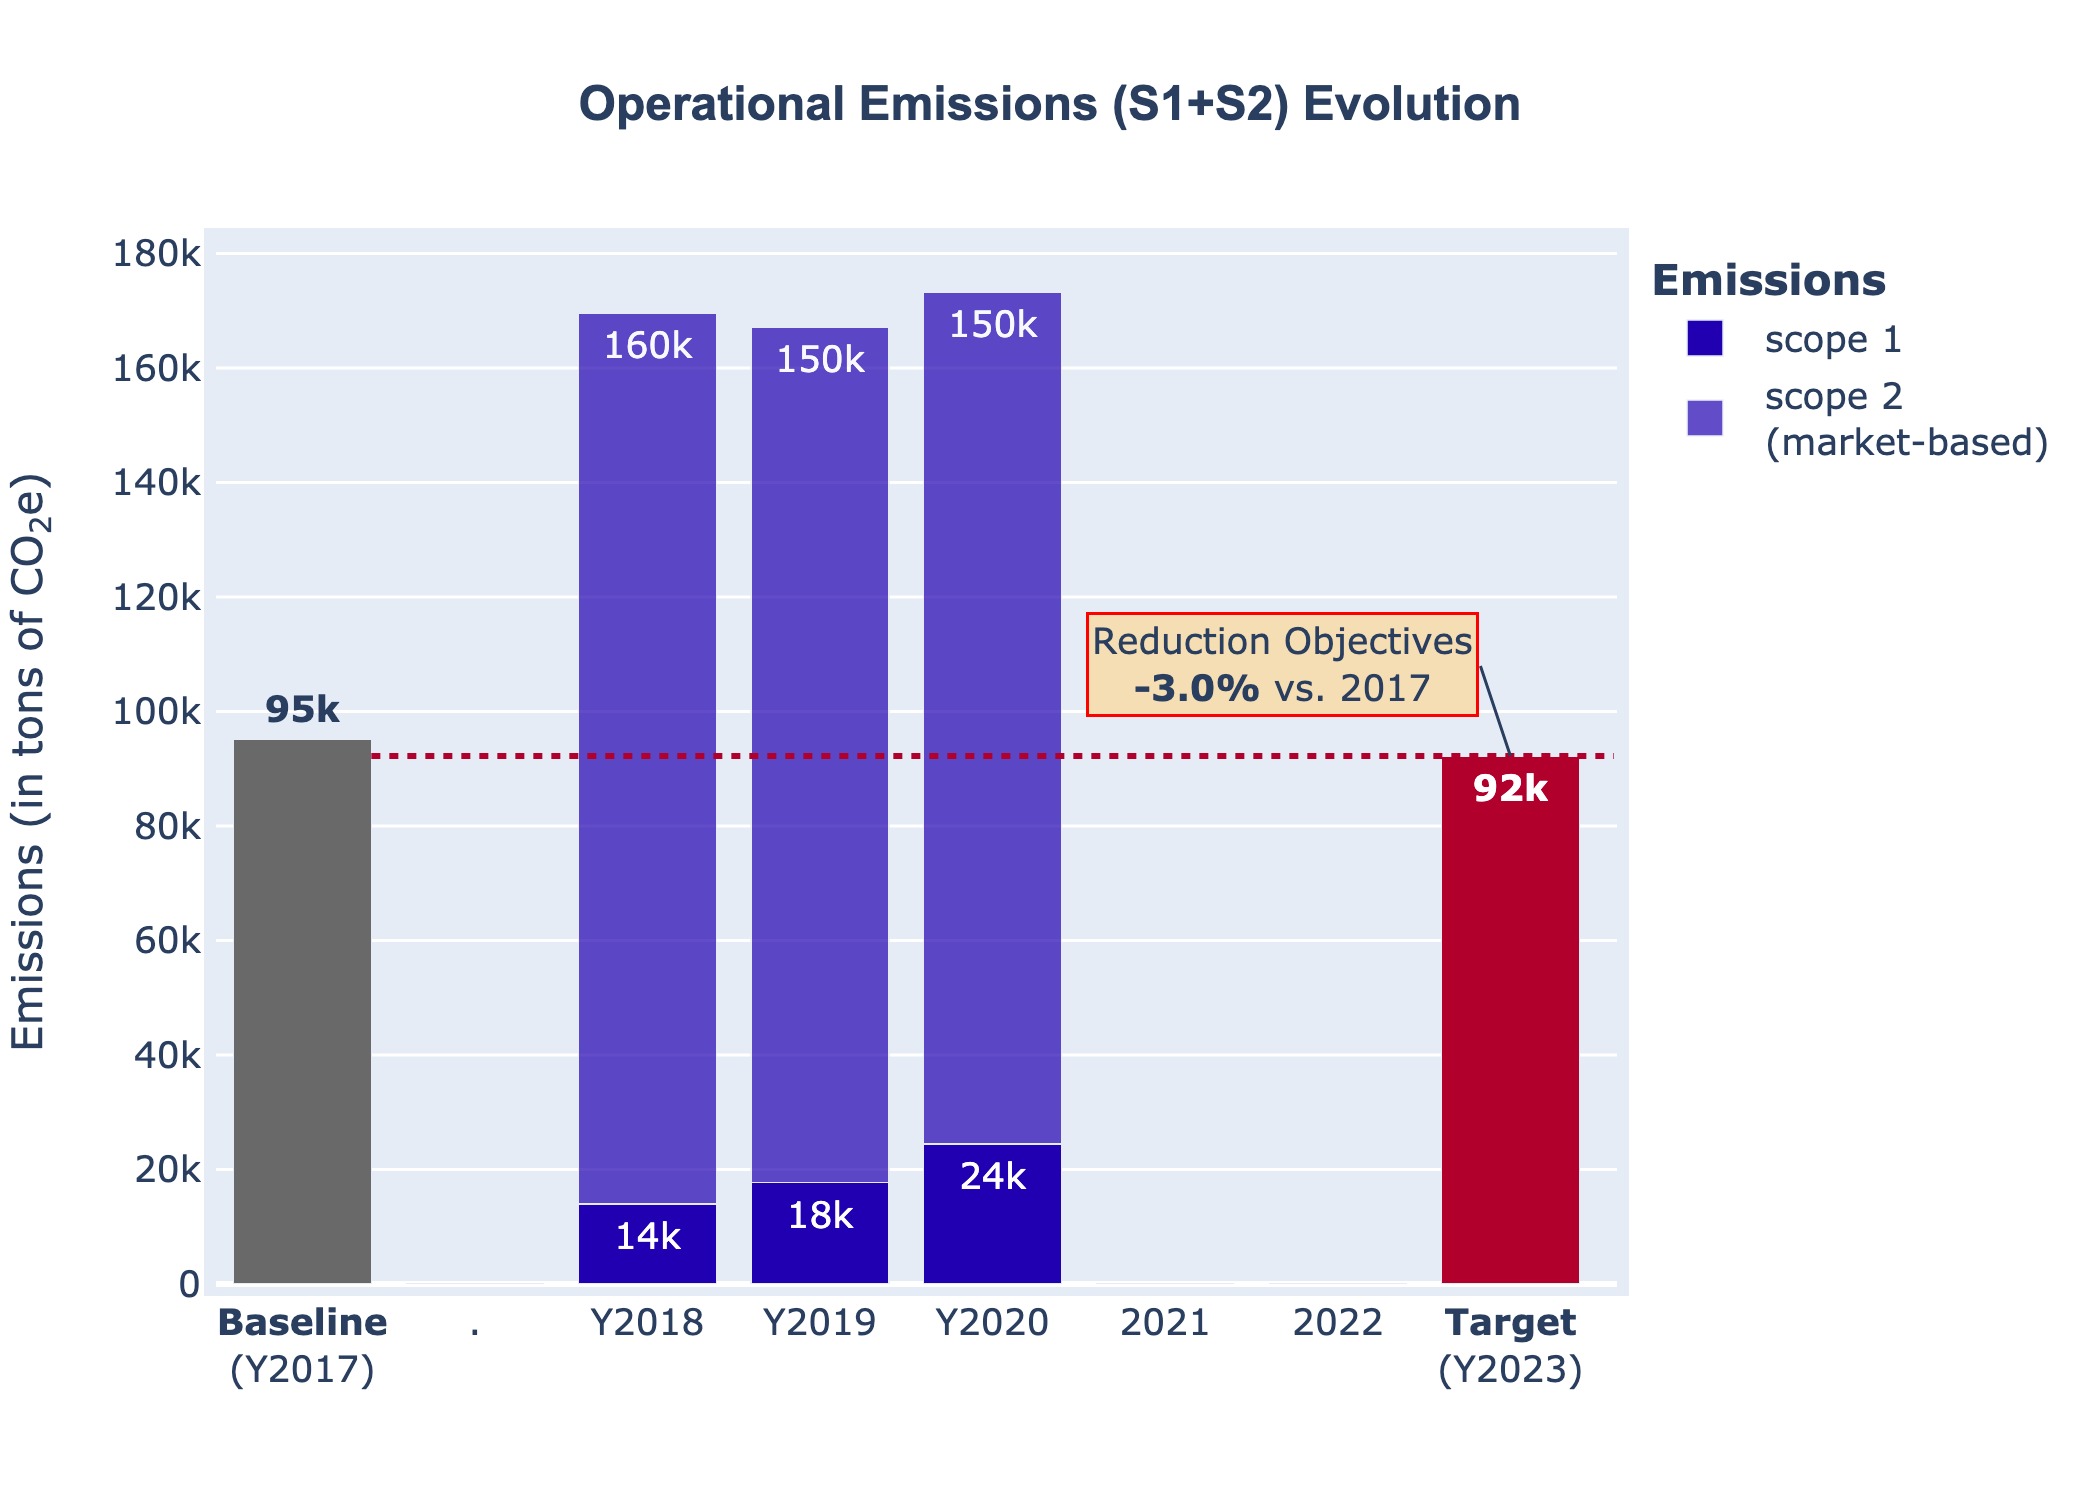 Operational Emissions (S1+S2) Evolution
Emissions (in tons of CO₂e)
180k
160k
140k
120k
100k
80k
60k
40k
20k
0
95k
160k
14k
150k
18k
150k
24k
Reduction Objectives
-3.0% vs. 2017
92k
Baseline
(Y2017)
.
Y2018
Y2019
Y2020
2021
2022
Target
(Y2023)
Emissions
scope 1
scope 2
(market-based)